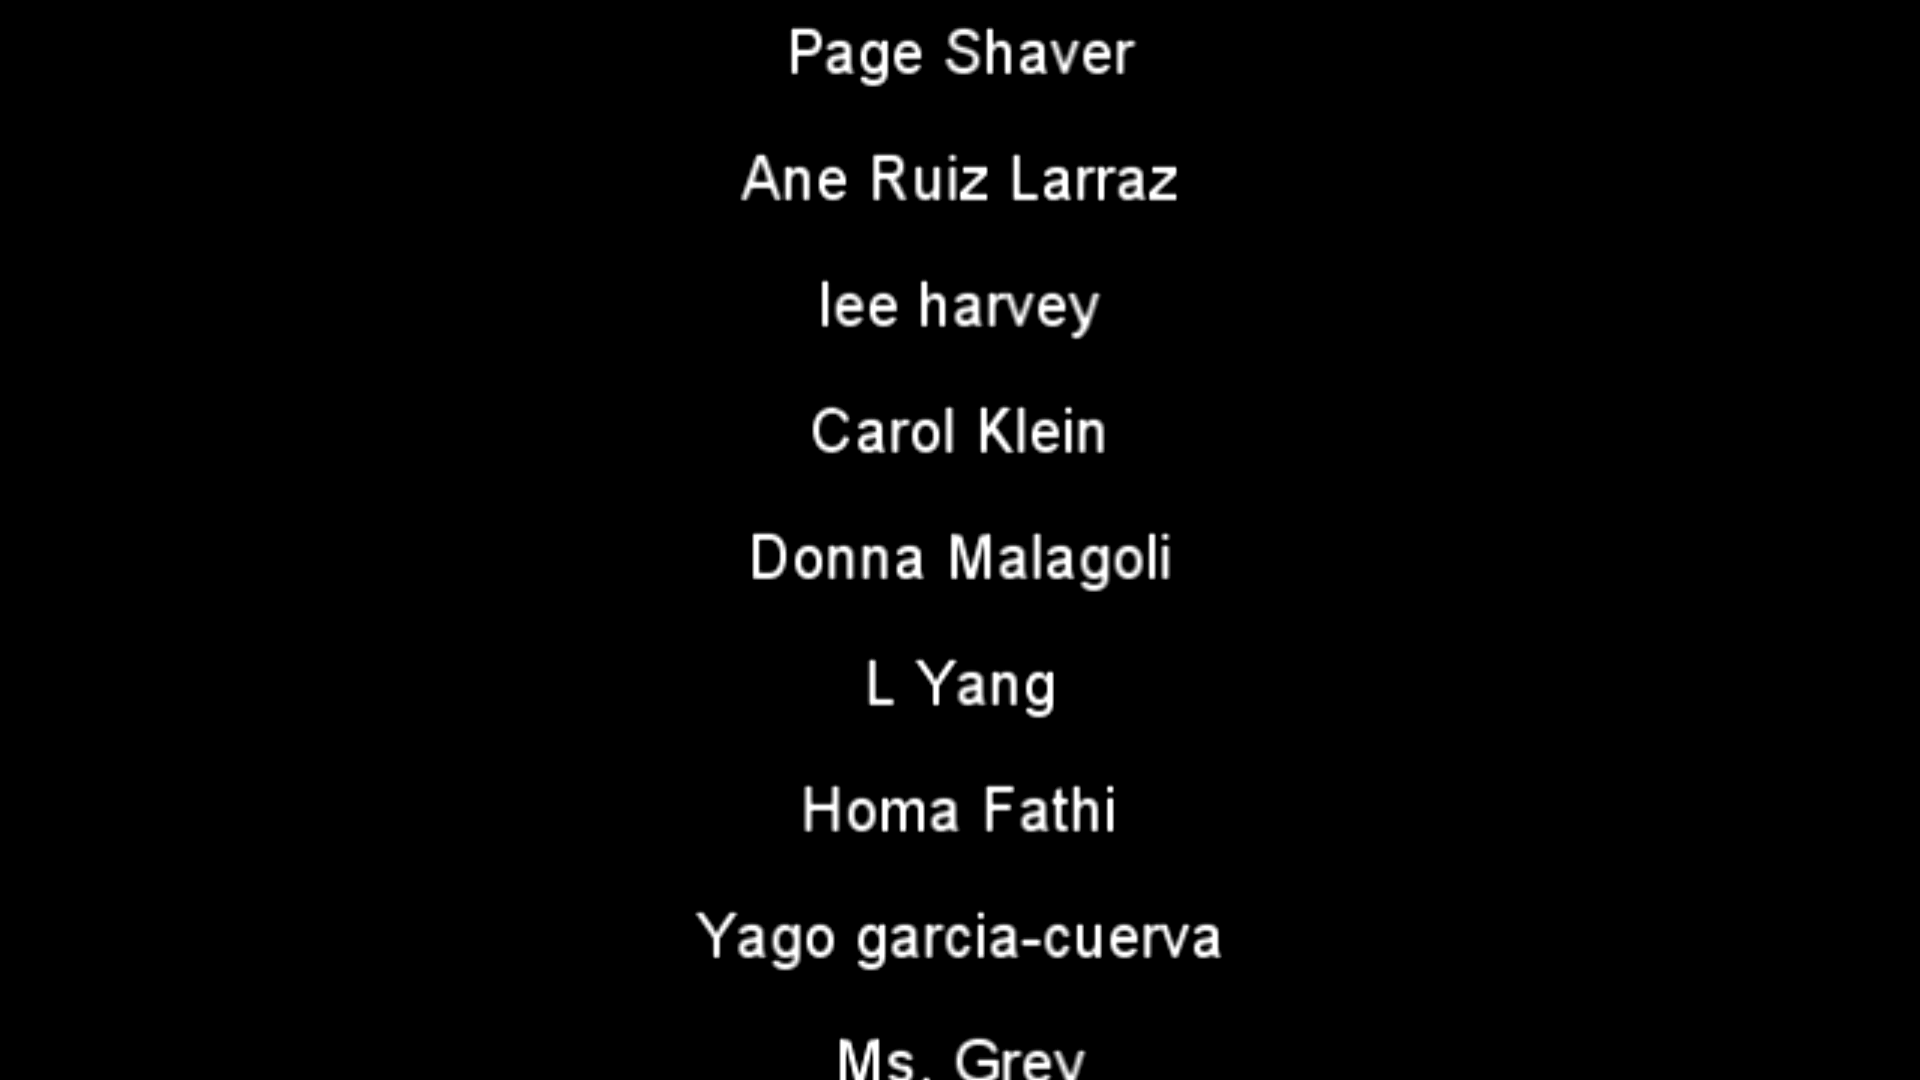 Page Shaver
Ane Ruiz Larraz
lee harvey
Carol Klein
Donna Malagoli
L Yang
Homa Fathi
Yago garcia-cuerva
Ms. Grey